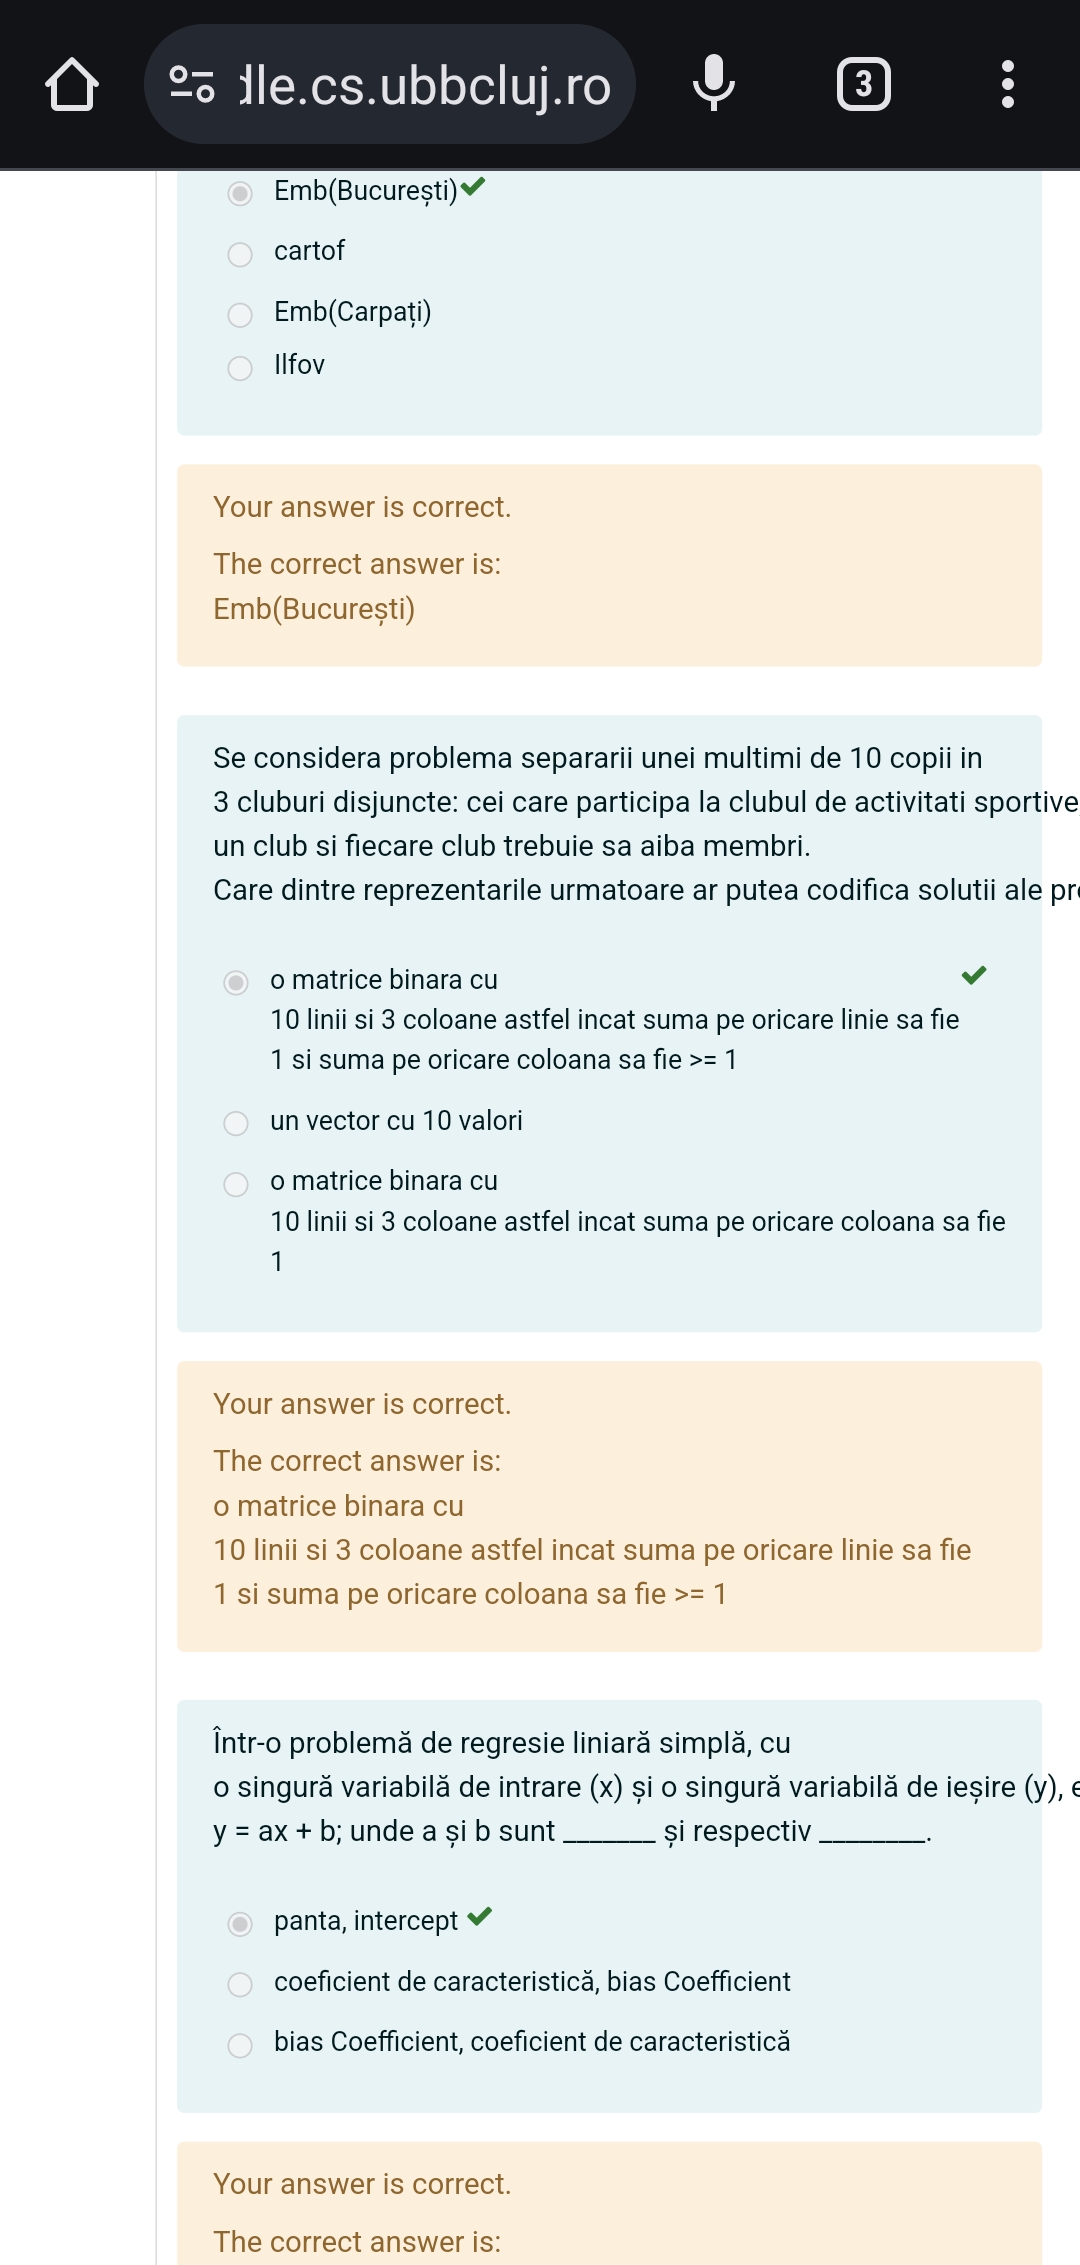 dle.cs.ubbcluj.ro
3
Emb(București)
cartof
Emb(Carpați)
Ilfov
Your answer is correct.
The correct answer is:
Emb(București)
Se considera problema separarii unei multimi de 10 copii in
3 cluburi disjuncte: cei care participa la clubul de activitati sportive,
un club si fiecare club trebuie sa aiba membri.
Care dintre reprezentarile urmatoare ar putea codifica solutii ale
o matrice binara cu
10 linii si 3 coloane astfel incat suma pe oricare linie sa fie
1 si suma pe oricare coloana sa fie >= 1
un vector cu 10 valori
o matrice binara cu
10 linii si 3 coloane astfel incat suma pe oricare coloana sa fie
1
Your answer is correct.
The correct answer is:
o matrice binara cu
10 linii si 3 coloane astfel incat suma pe oricare linie sa fie
1 si suma pe oricare coloana sa fie >= 1
Într-o problemă de regresie liniară simplă, cu
o singură variabilă de intrare (x) și o singură variabilă de ieșire (y),
y = ax + b; unde a și b sunt _______ și respectiv ________.
panta, intercept
coeficient de caracteristică, bias Coefficient
bias Coefficient, coeficient de caracteristică
Your answer is correct.
The correct answer is: